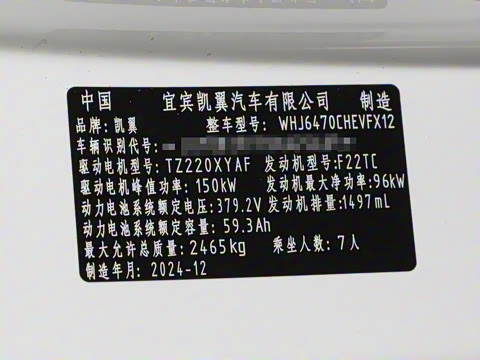 中国 宜宾凯翼汽车有限公司 制造
品牌：凯翼 整车型号：WHJ6470CHEVFX12
车辆识别代号：
驱动电机型号：TZ220XYAF 发动机型号：F22TC
驱动电机峰值功率：150kW 发动机最大净功率：96kW
动力电池系统额定电压：379.2V 发动机排量：1497mL
动力电池系统额定容量：59.3Ah
最大允许总质量：2465kg 乘坐人数：7人
制造年月：2024-12